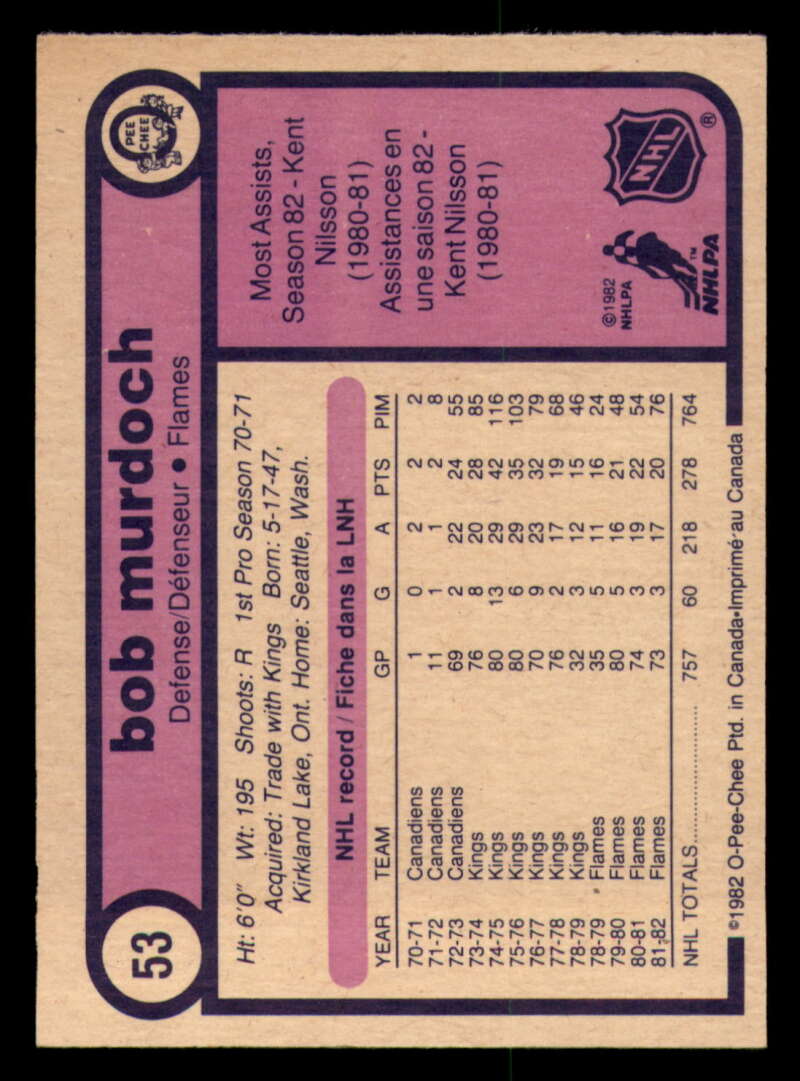 53
bob murdoch
Defense/Défenseur • Flames
O
PEE
CHEE
Ht: 6'0" Wt: 195 Shoots: R 1st Pro Season 70-71
Acquired: Trade with Kings Born: 5-17-47,
Kirkland Lake, Ont. Home: Seattle, Wash.
NHL record / Fiche dans la LNH
YEAR TEAM GP G A PTS PIM
70-71 Canadiens 1 0 2 2 2
71-72 Canadiens 11 1 1 2 8
72-73 Canadiens 69 2 22 24 55
73-74 Kings 76 8 20 28 85
74-75 Kings 80 13 29 42 116
75-76 Kings 80 6 29 35 103
76-77 Kings 70 9 23 32 79
77-78 Kings 76 2 17 19 68
78-79 Kings 32 3 12 15 46
78-79 Flames 35 5 11 16 24
79-80 Flames 80 5 16 21 48
80-81 Flames 74 3 19 22 54
81-82 Flames 73 3 17 20 76
NHL TOTALS.................... 757 60 218 278 764
Most Assists,
Season 82 - Kent
Nilsson
(1980-81)
Assistances en
une saison 82 -
Kent Nilsson
(1980-81)
©1982
NHLPA
NHLPA™
NHL®
©1982 O-Pee-Chee Ptd. in Canada•Imprimé au Canada